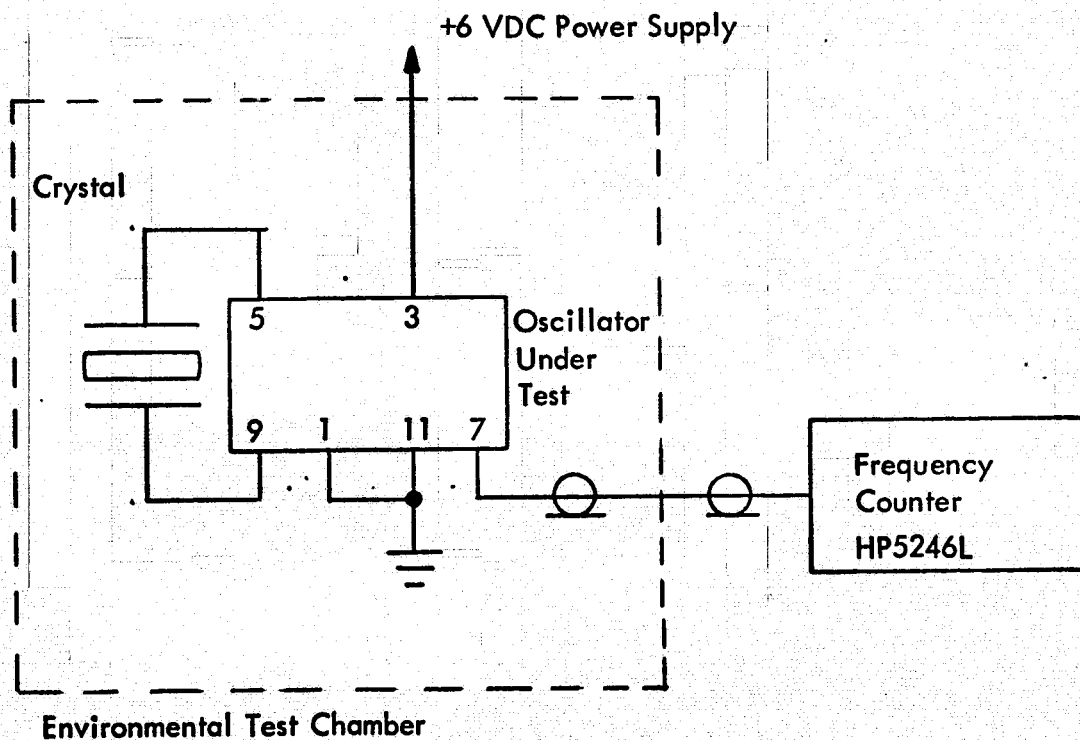 +6 VDC Power Supply
Crystal
5
3
Oscillator
Under
Test
9
1
11
7
Frequency
Counter
HP5246L
Environmental Test Chamber